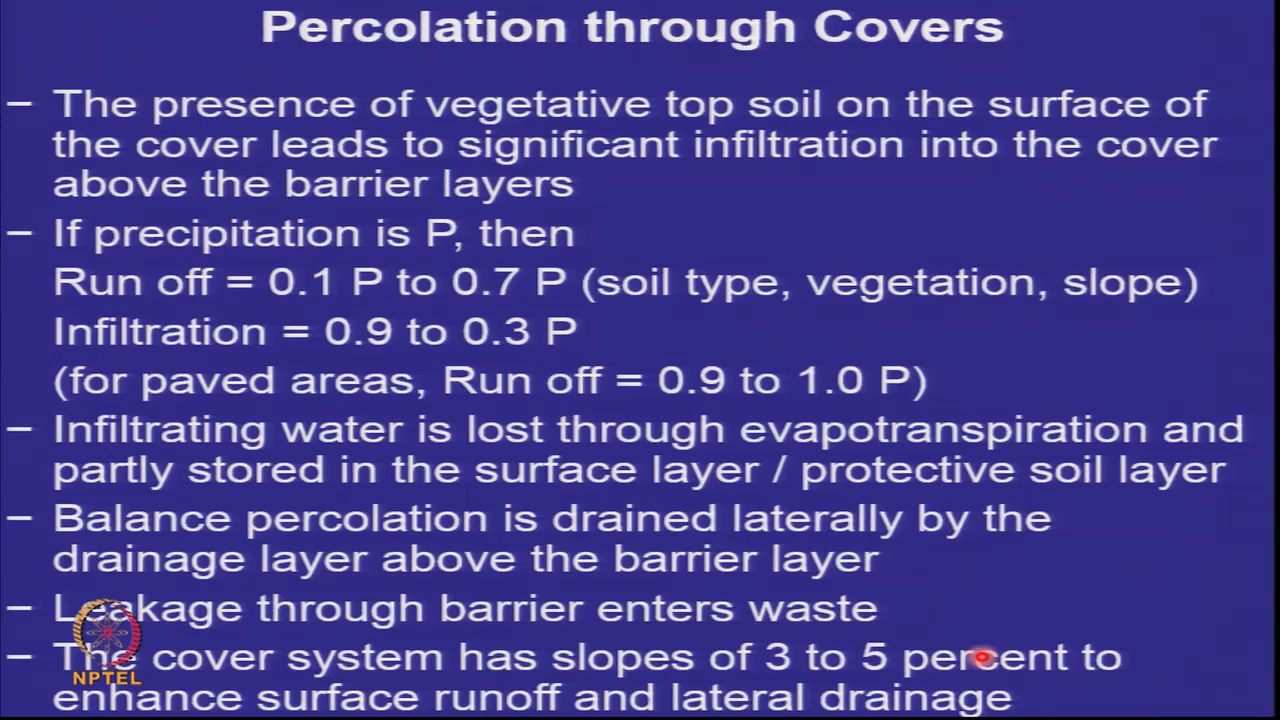 Percolation through Covers
– The presence of vegetative top soil on the surface of
the cover leads to significant infiltration into the cover
above the barrier layers
– If precipitation is P, then
Run off = 0.1 P to 0.7 P (soil type, vegetation, slope)
Infiltration = 0.9 to 0.3 P
(for paved areas, Run off = 0.9 to 1.0 P)
– Infiltrating water is lost through evapotranspiration and
partly stored in the surface layer / protective soil layer
– Balance percolation is drained laterally by the
drainage layer above the barrier layer
– Leakage through barrier enters waste
– The cover system has slopes of 3 to 5 percent to
enhance surface runoff and lateral drainage
NPTEL